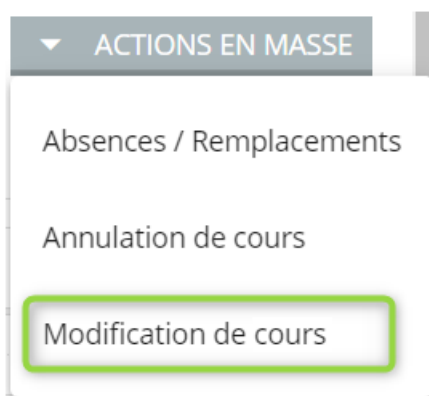 ACTIONS EN MASSE
Absences / Remplacements
Annulation de cours
Modification de cours